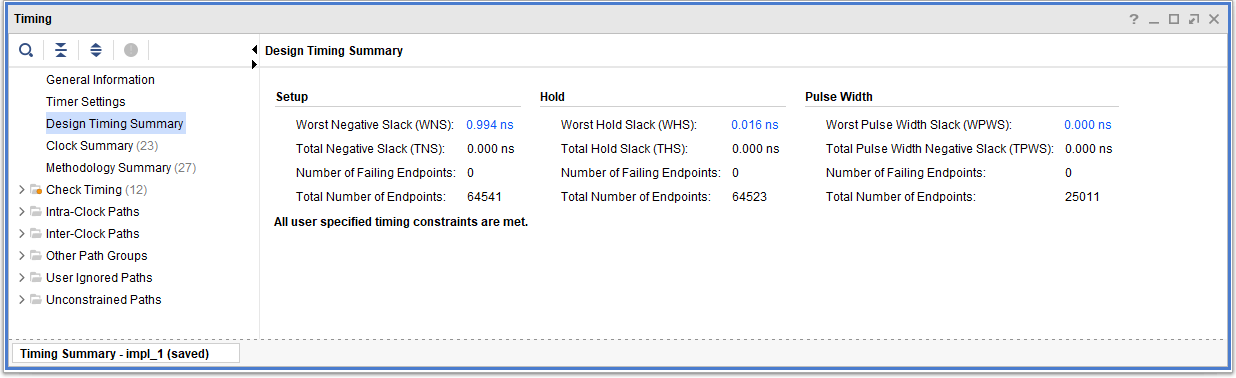 Timing
Design Timing Summary
General Information
Timer Settings
Design Timing Summary
Clock Summary (23)
Methodology Summary (27)
Check Timing (12)
Intra-Clock Paths
Inter-Clock Paths
Other Path Groups
User Ignored Paths
Unconstrained Paths
Setup Hold Pulse Width
Worst Negative Slack (WNS): 0.994 ns Worst Hold Slack (WHS): 0.016 ns Worst Pulse Width Slack (WPWS): 0.000 ns
Total Negative Slack (TNS): 0.000 ns Total Hold Slack (THS): 0.000 ns Total Pulse Width Negative Slack (TPWS): 0.000 ns
Number of Failing Endpoints: 0 Number of Failing Endpoints: 0 Number of Failing Endpoints: 0
Total Number of Endpoints: 64541 Total Number of Endpoints: 64523 Total Number of Endpoints: 25011
All user specified timing constraints are met.
Timing Summary - impl_1 (saved)